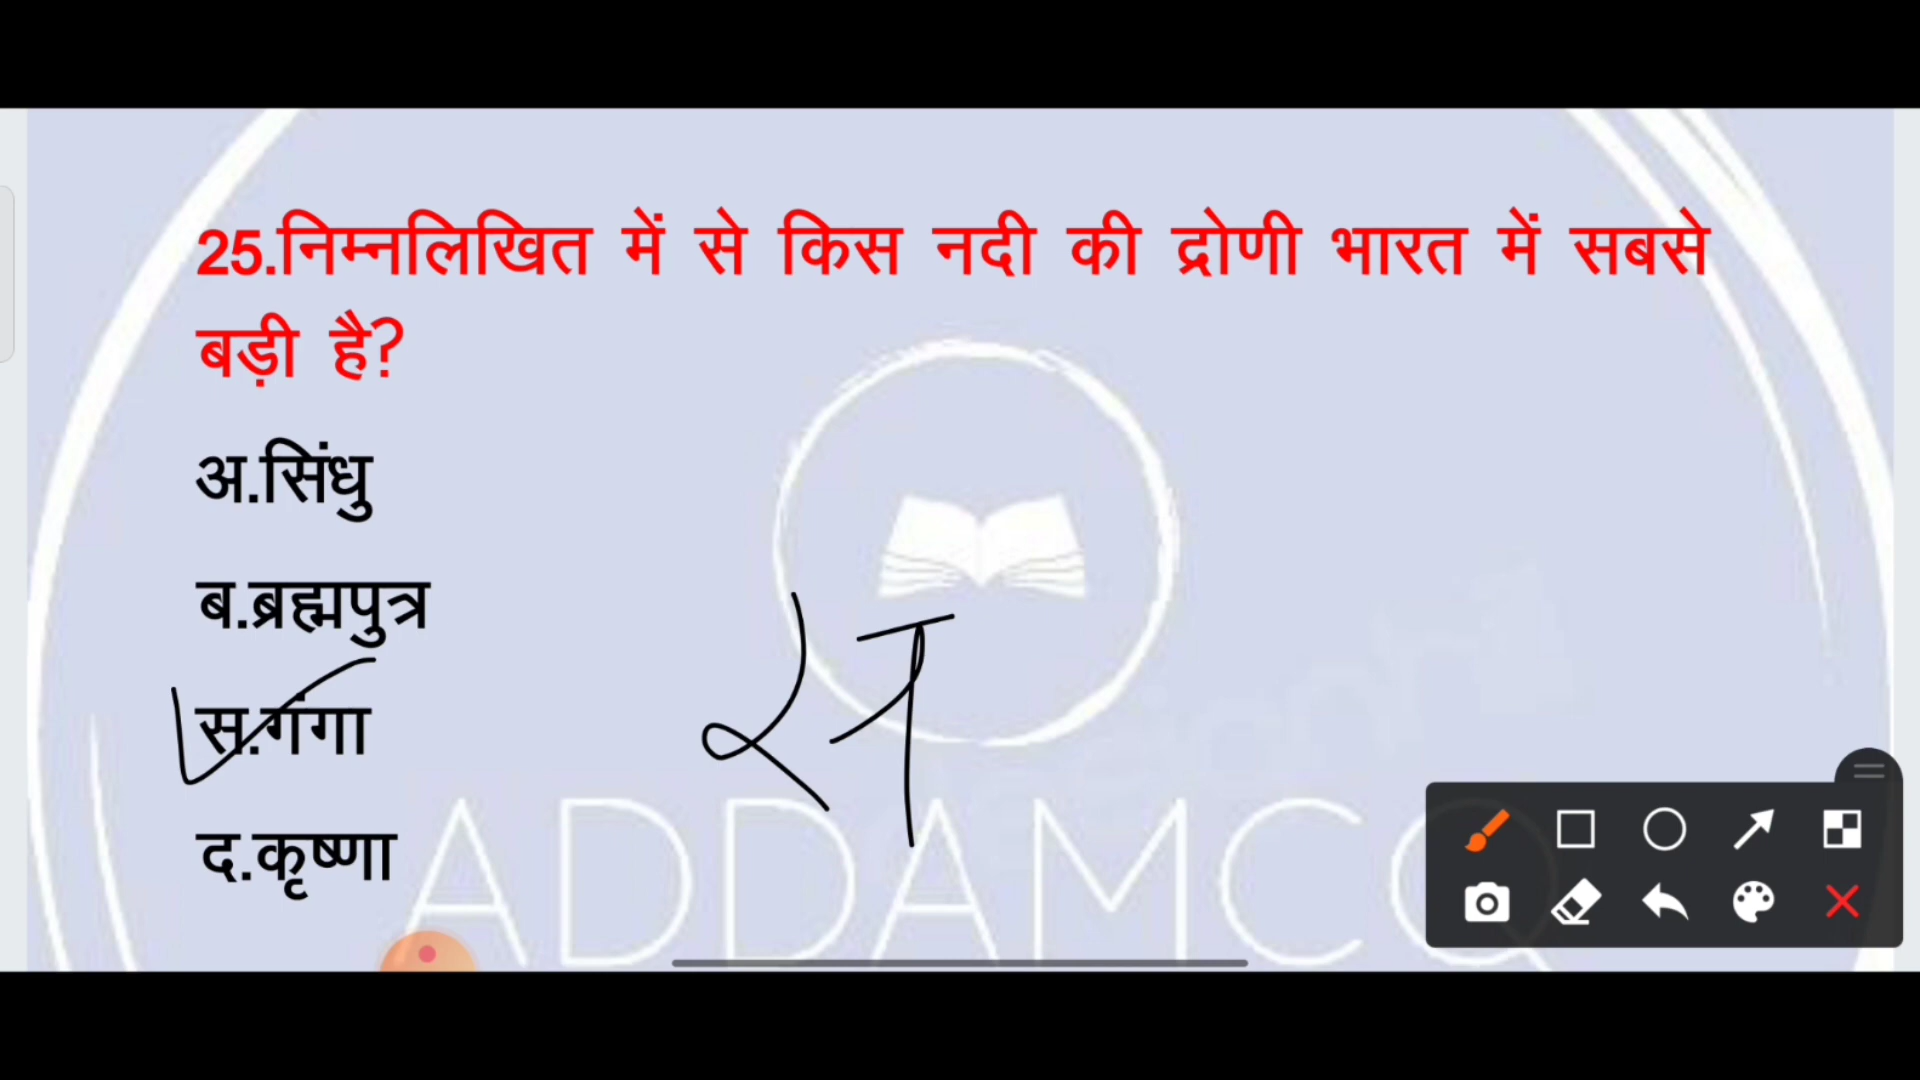 25.निम्नलिखित में से किस नदी की द्रोणी भारत में सबसे
बड़ी है?
अ.सिंधु
ब.ब्रह्मपुत्र
स.गंगा
द.कृष्णा
स
ADDAMCQ